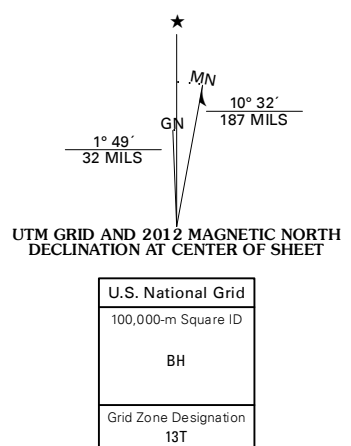 ★
MN
GN
10° 32´
187 MILS
1° 49´
32 MILS
UTM GRID AND 2012 MAGNETIC NORTH
DECLINATION AT CENTER OF SHEET
U.S. National Grid
100,000-m Square ID
BH
Grid Zone Designation
13T